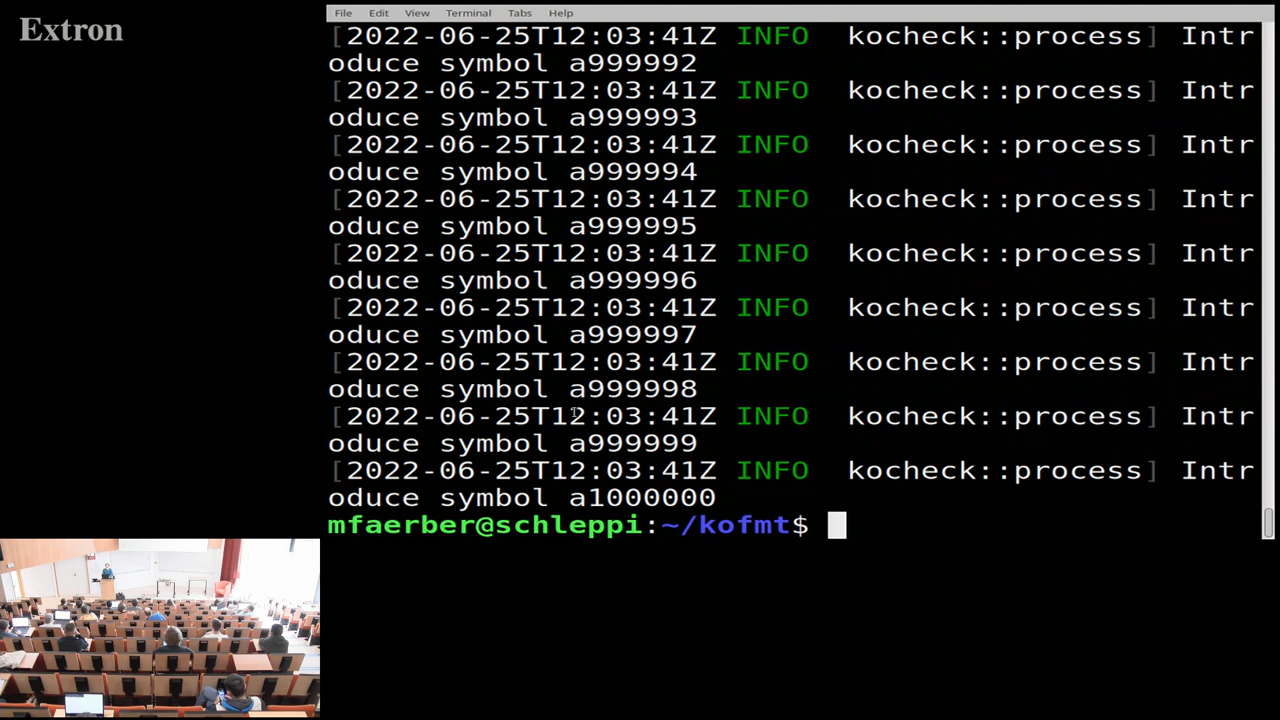 Extron
File Edit View Terminal Tabs Help
[2022-06-25T12:03:41Z INFO  kocheck::process] Intr
oduce symbol a999992
[2022-06-25T12:03:41Z INFO  kocheck::process] Intr
oduce symbol a999993
[2022-06-25T12:03:41Z INFO  kocheck::process] Intr
oduce symbol a999994
[2022-06-25T12:03:41Z INFO  kocheck::process] Intr
oduce symbol a999995
[2022-06-25T12:03:41Z INFO  kocheck::process] Intr
oduce symbol a999996
[2022-06-25T12:03:41Z INFO  kocheck::process] Intr
oduce symbol a999997
[2022-06-25T12:03:41Z INFO  kocheck::process] Intr
oduce symbol a999998
[2022-06-25T12:03:41Z INFO  kocheck::process] Intr
oduce symbol a999999
[2022-06-25T12:03:41Z INFO  kocheck::process] Intr
oduce symbol a1000000
mfaerber@schleppi:~/kofmt$